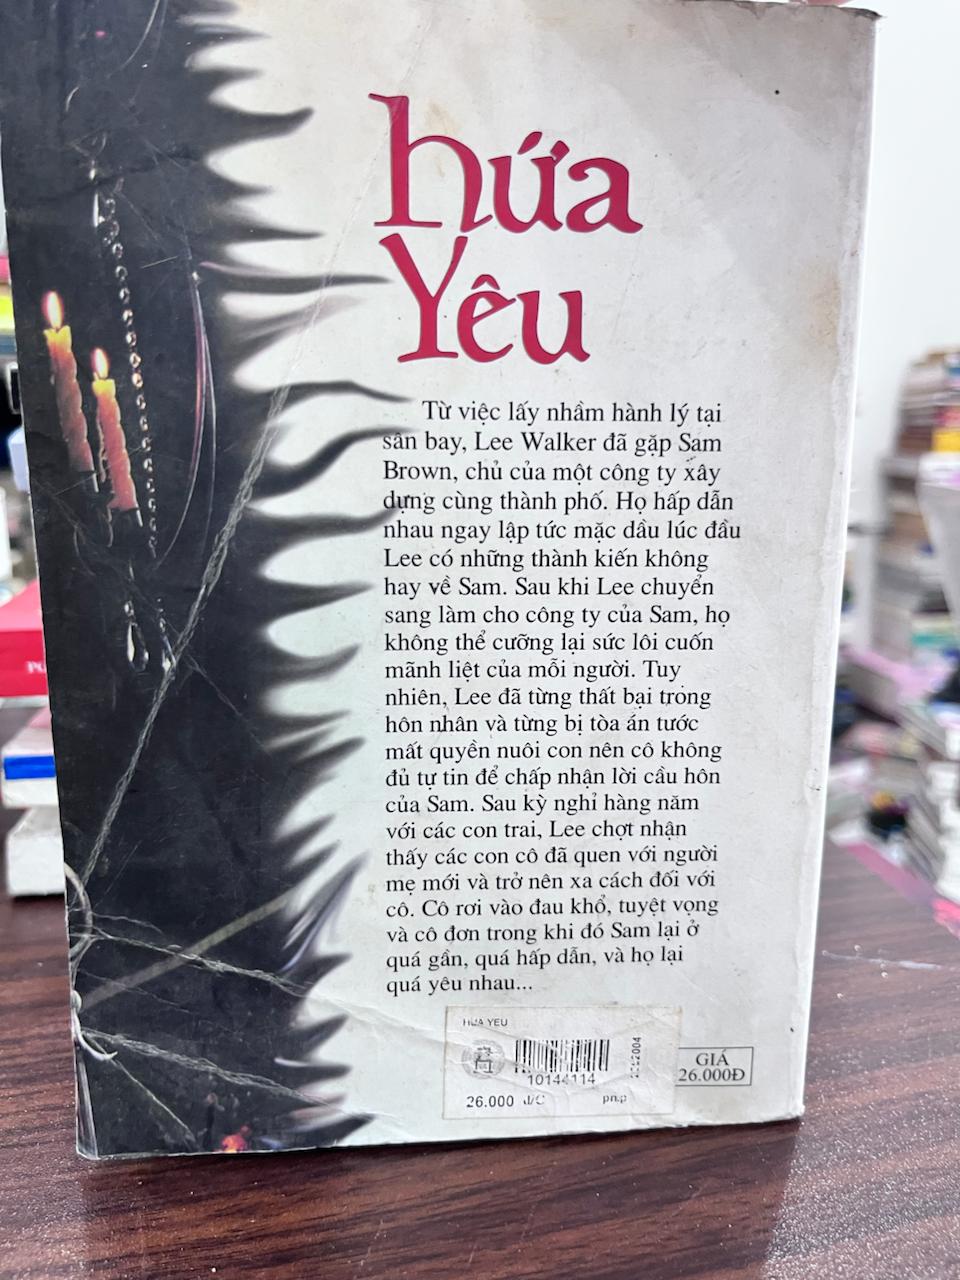 hứa
Yêu
Từ việc lấy nhầm hành lý tại
sân bay, Lee Walker đã gặp Sam
Brown, chủ của một công ty xây
dựng cùng thành phố. Họ hấp dẫn
nhau ngay lập tức mặc dầu lúc đầu
Lee có những thành kiến không
hay về Sam. Sau khi Lee chuyển
sang làm cho công ty của Sam, họ
không thể cưỡng lại sức lôi cuốn
mãnh liệt của mỗi người. Tuy
nhiên, Lee đã từng thất bại trong
hôn nhân và từng bị tòa án tước
mất quyền nuôi con nên cô không
đủ tự tin để chấp nhận lời cầu hôn
của Sam. Sau kỳ nghỉ hàng năm
với các con trai, Lee chợt nhận
thấy các con cô đã quen với người
mẹ mới và trở nên xa cách đối với
cô. Cô rơi vào đau khổ, tuyệt vọng
và cô đơn trong khi đó Sam lại ở
quá gần, quá hấp dẫn, và họ lại
quá yêu nhau...
HUA YEU
10144114
26.000 đ/C
pn.p
GIÁ
26.000Đ